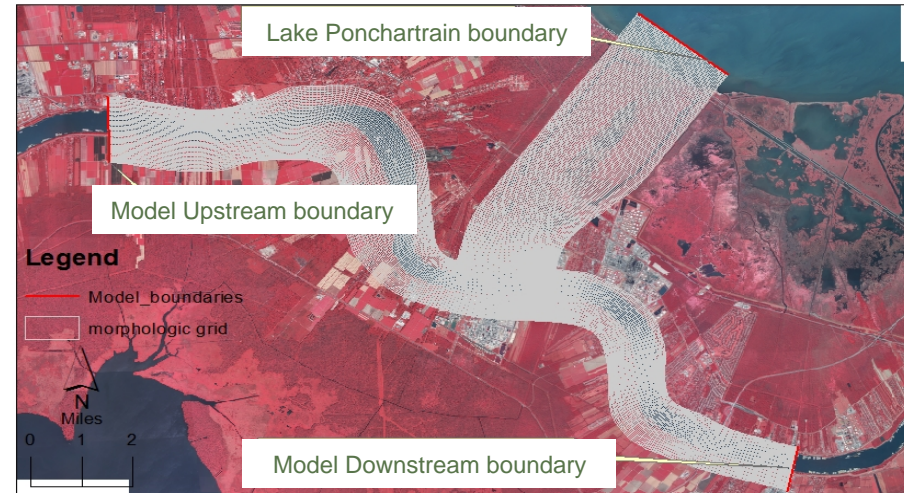 Lake Ponchartrain boundary
Model Upstream boundary
Legend
Model_boundaries
morphologic grid
N
Miles
0 1 2
Model Downstream boundary